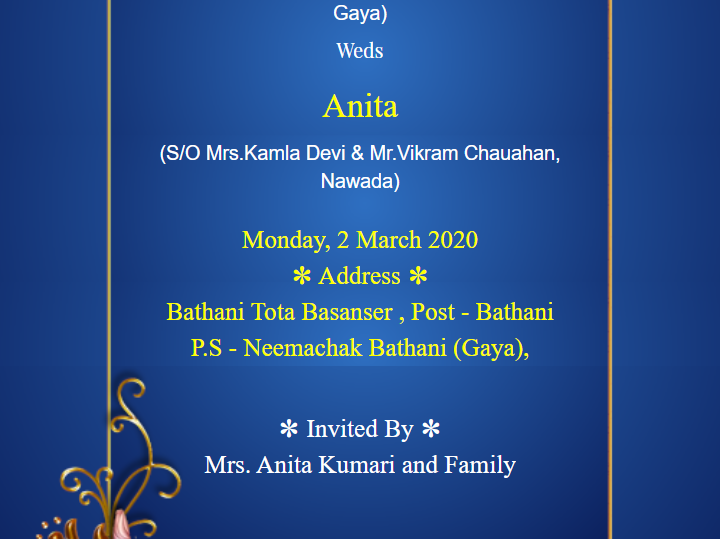 Gaya)
Weds
Anita
(S/O Mrs.Kamla Devi & Mr.Vikram Chauahan,
Nawada)
Monday, 2 March 2020
✻ Address ✻
Bathani Tota Basanser , Post - Bathani
P.S - Neemachak Bathani (Gaya),
✻ Invited By ✻
Mrs. Anita Kumari and Family